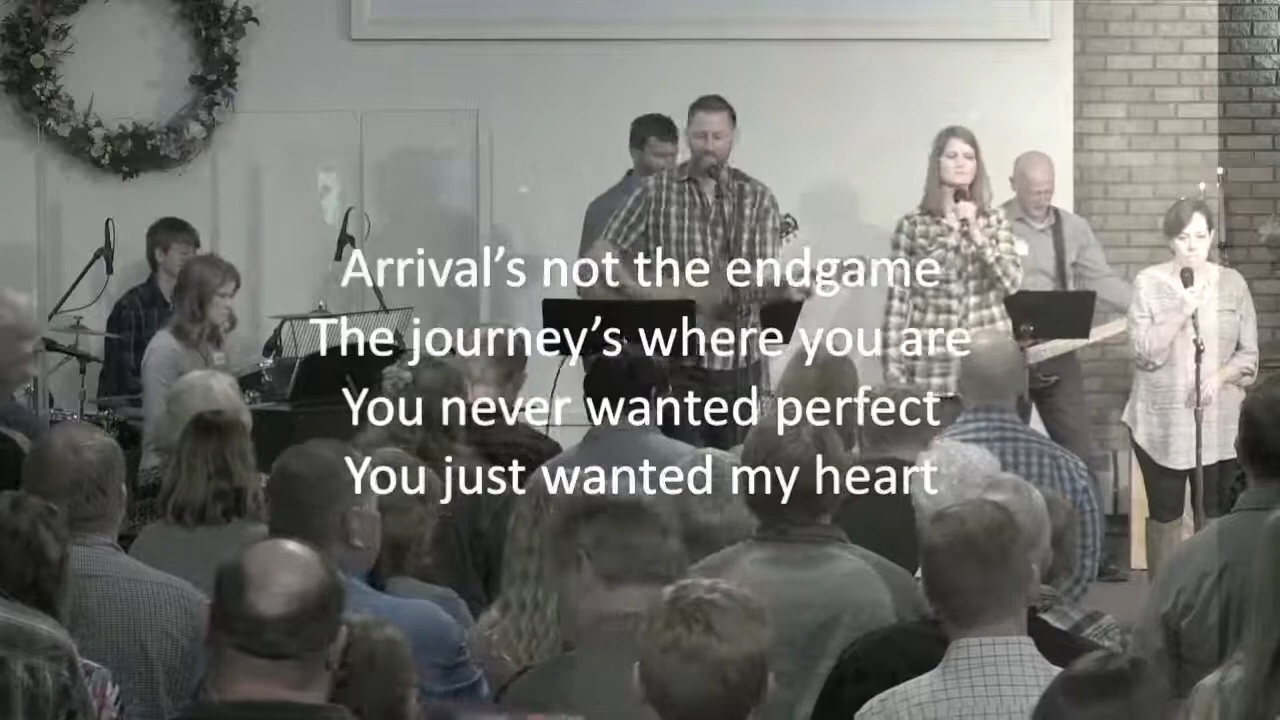 Arrival’s not the endgame
The journey’s where you are
You never wanted perfect
You just wanted my heart